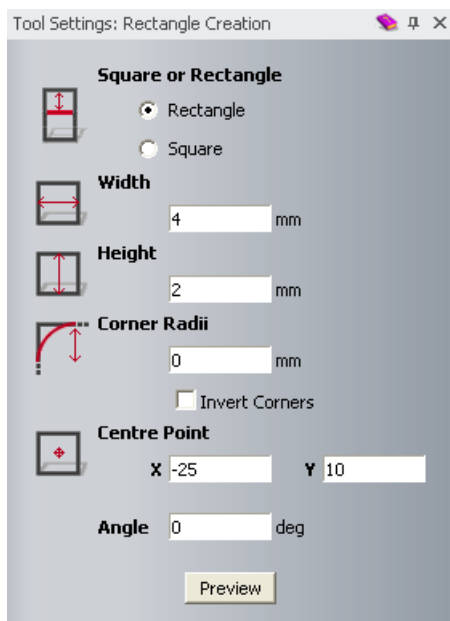 Tool Settings: Rectangle Creation
Square or Rectangle
Rectangle
Square
Width
4 mm
Height
2 mm
Corner Radii
0 mm
Invert Corners
Centre Point
X -25 Y 10
Angle 0 deg
Preview